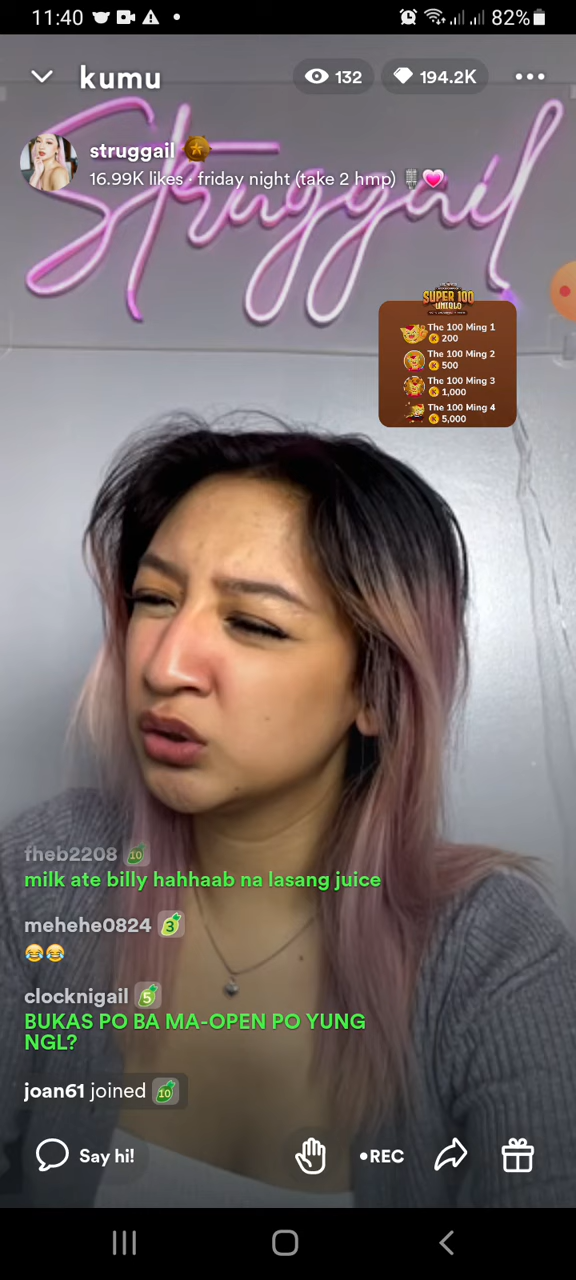 11:40
82%
kumu
132
194.2K
struggail
16.99K likes · friday night (take 2 hmp)
Struggail
SUPER 100
UNTOLD
The 100 Ming 1
200
The 100 Ming 2
500
The 100 Ming 3
1,000
The 100 Ming 4
5,000
fheb2208 10
milk ate billy hahhaab na lasang juice
mehehe0824 3
clocknigail 5
BUKAS PO BA MA-OPEN PO YUNG
NGL?
joan61 joined 10
Say hi!
•REC